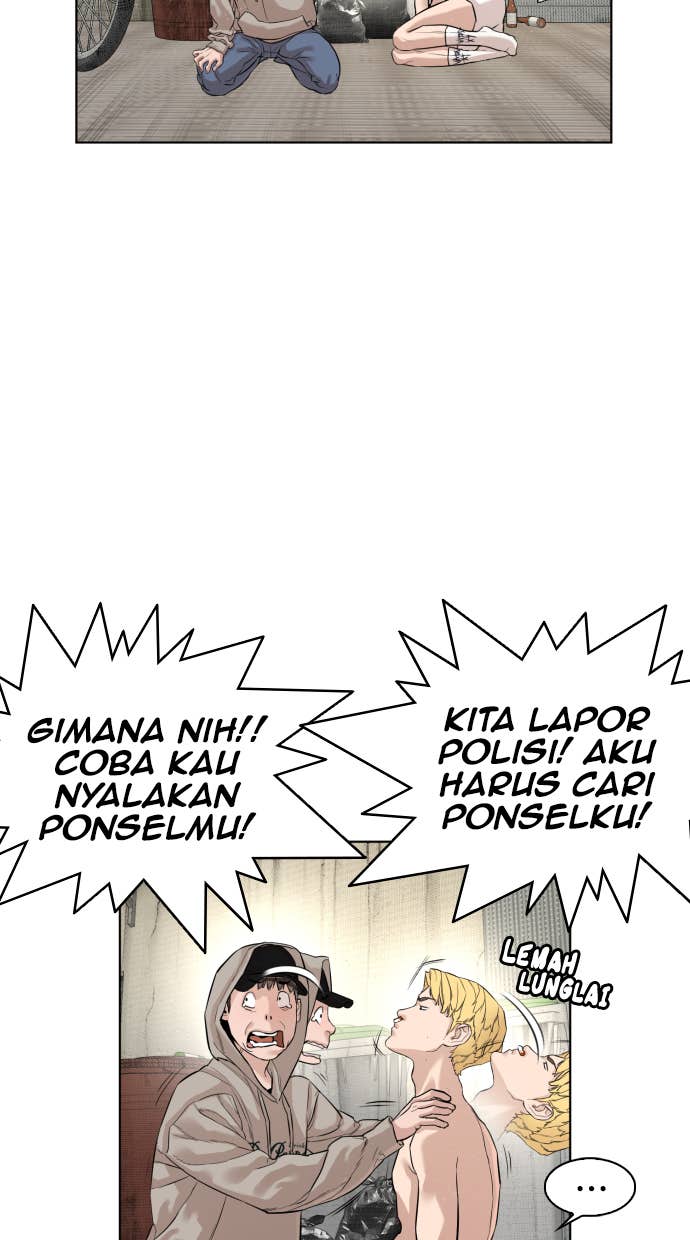 GIMANA NIH!!
COBA KAU
NYALAKAN
PONSELMU!
KITA LAPOR
POLISI! AKU
HARUS CARI
PONSELKU!
LEMAH
LUNGLAI
...